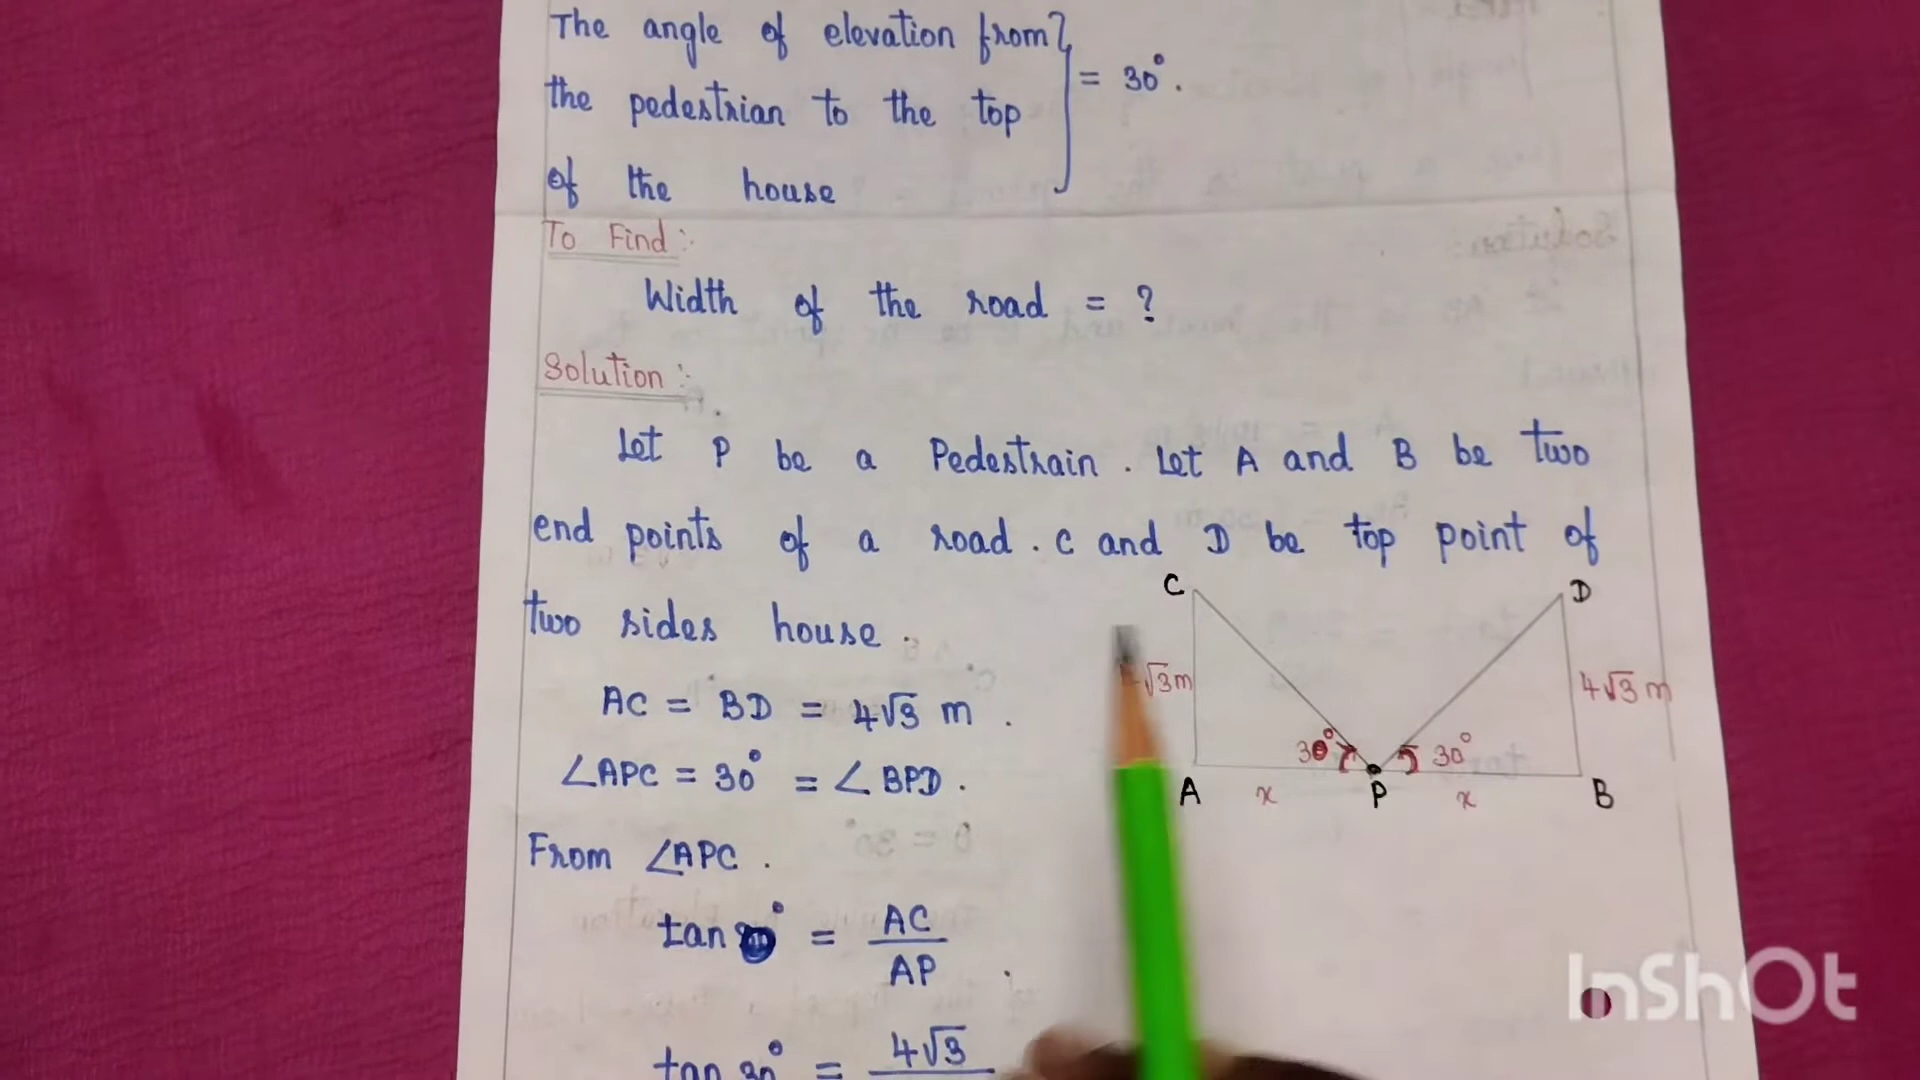 The angle of elevation from
the pedestrian to the top = 30°.
of the house
To Find :-
Width of the road = ?
Solution :-
Let P be a Pedestrain. Let A and B be two
end points of a road. C and D be top point of
two sides house.
C D
√3m 4√3 m
AC = BD = 4√3 m.
30° 30°
∠APC = 30° = ∠BPD.
A x P x B
From ∠APC.
tan ° = AC/AP
tan 30° = 4√3
InShOt